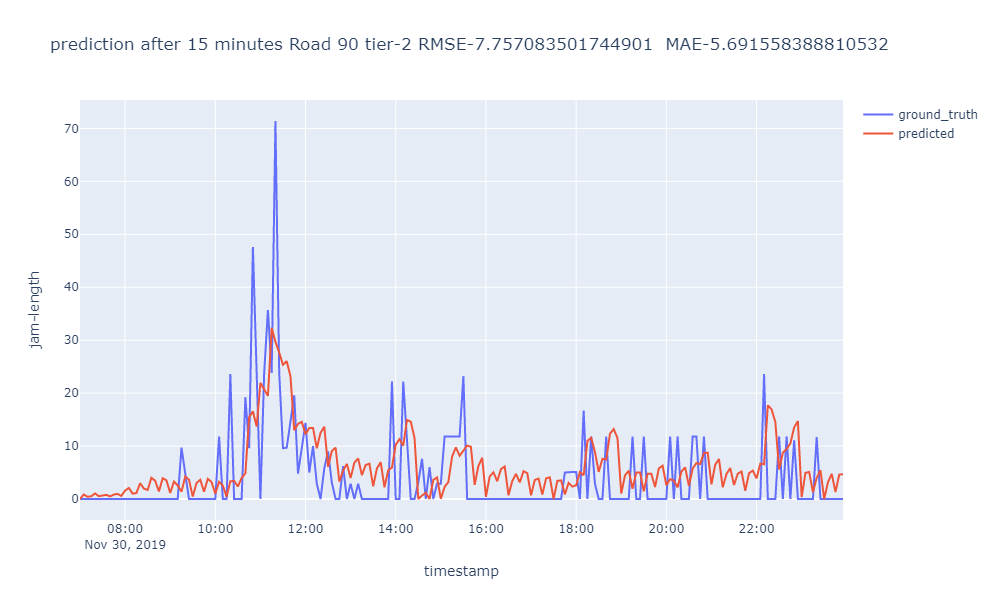 prediction after 15 minutes Road 90 tier-2 RMSE-7.757083501744901  MAE-5.691558388810532
ground_truth
predicted
jam-length
70
60
50
40
30
20
10
0
08:00 10:00 12:00 14:00 16:00 18:00 20:00 22:00
Nov 30, 2019
timestamp